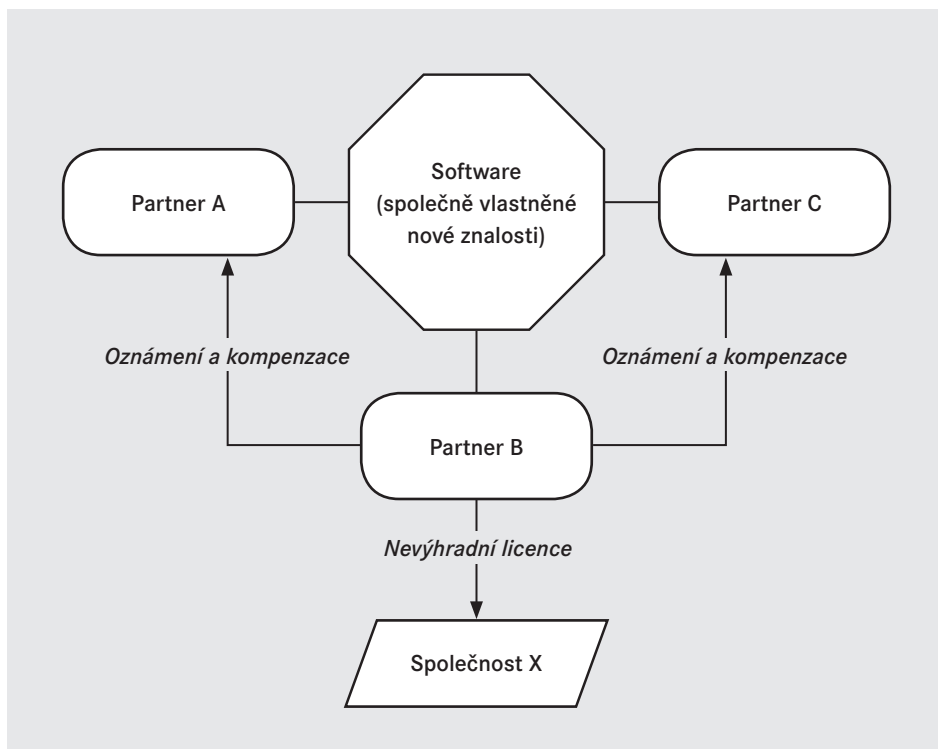 Software
(společně vlastněné
nové znalosti)
Partner A
Partner C
Oznámení a kompenzace
Oznámení a kompenzace
Partner B
Nevýhradní licence
Společnost X